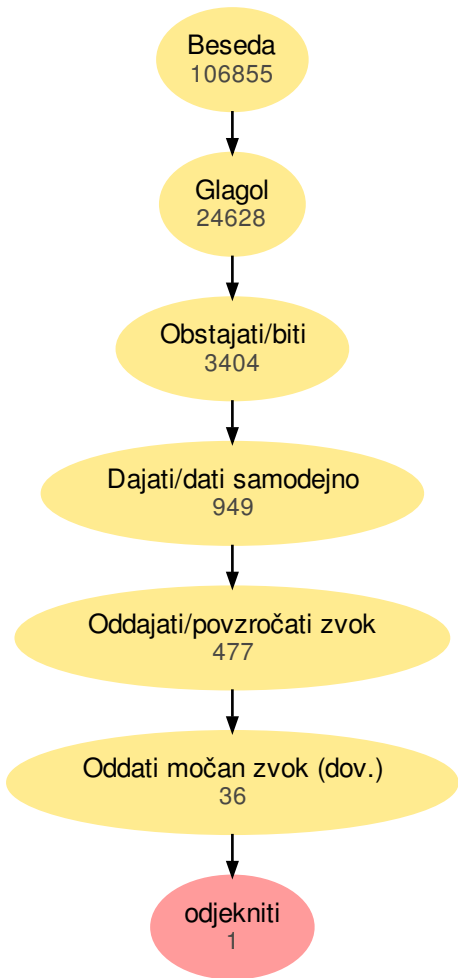 Beseda
106855
Glagol
24628
Obstajati/biti
3404
Dajati/dati samodejno
949
Oddajati/povzročati zvok
477
Oddati močan zvok (dov.)
36
odjekniti
1